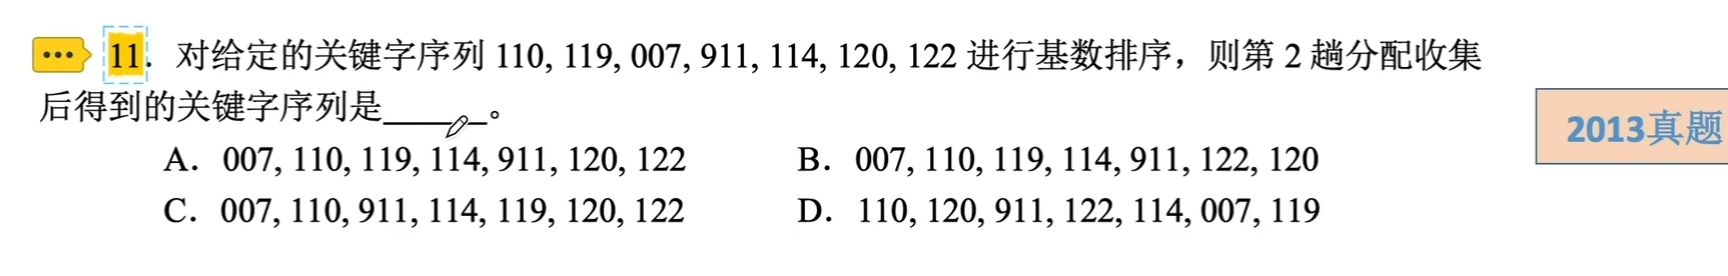 11. 对给定的关键字序列 110, 119, 007, 911, 114, 120, 122 进行基数排序，则第 2 趟分配收集
后得到的关键字序列是______。
2013真题
A. 007, 110, 119, 114, 911, 120, 122 B. 007, 110, 119, 114, 911, 122, 120
C. 007, 110, 911, 114, 119, 120, 122 D. 110, 120, 911, 122, 114, 007, 119